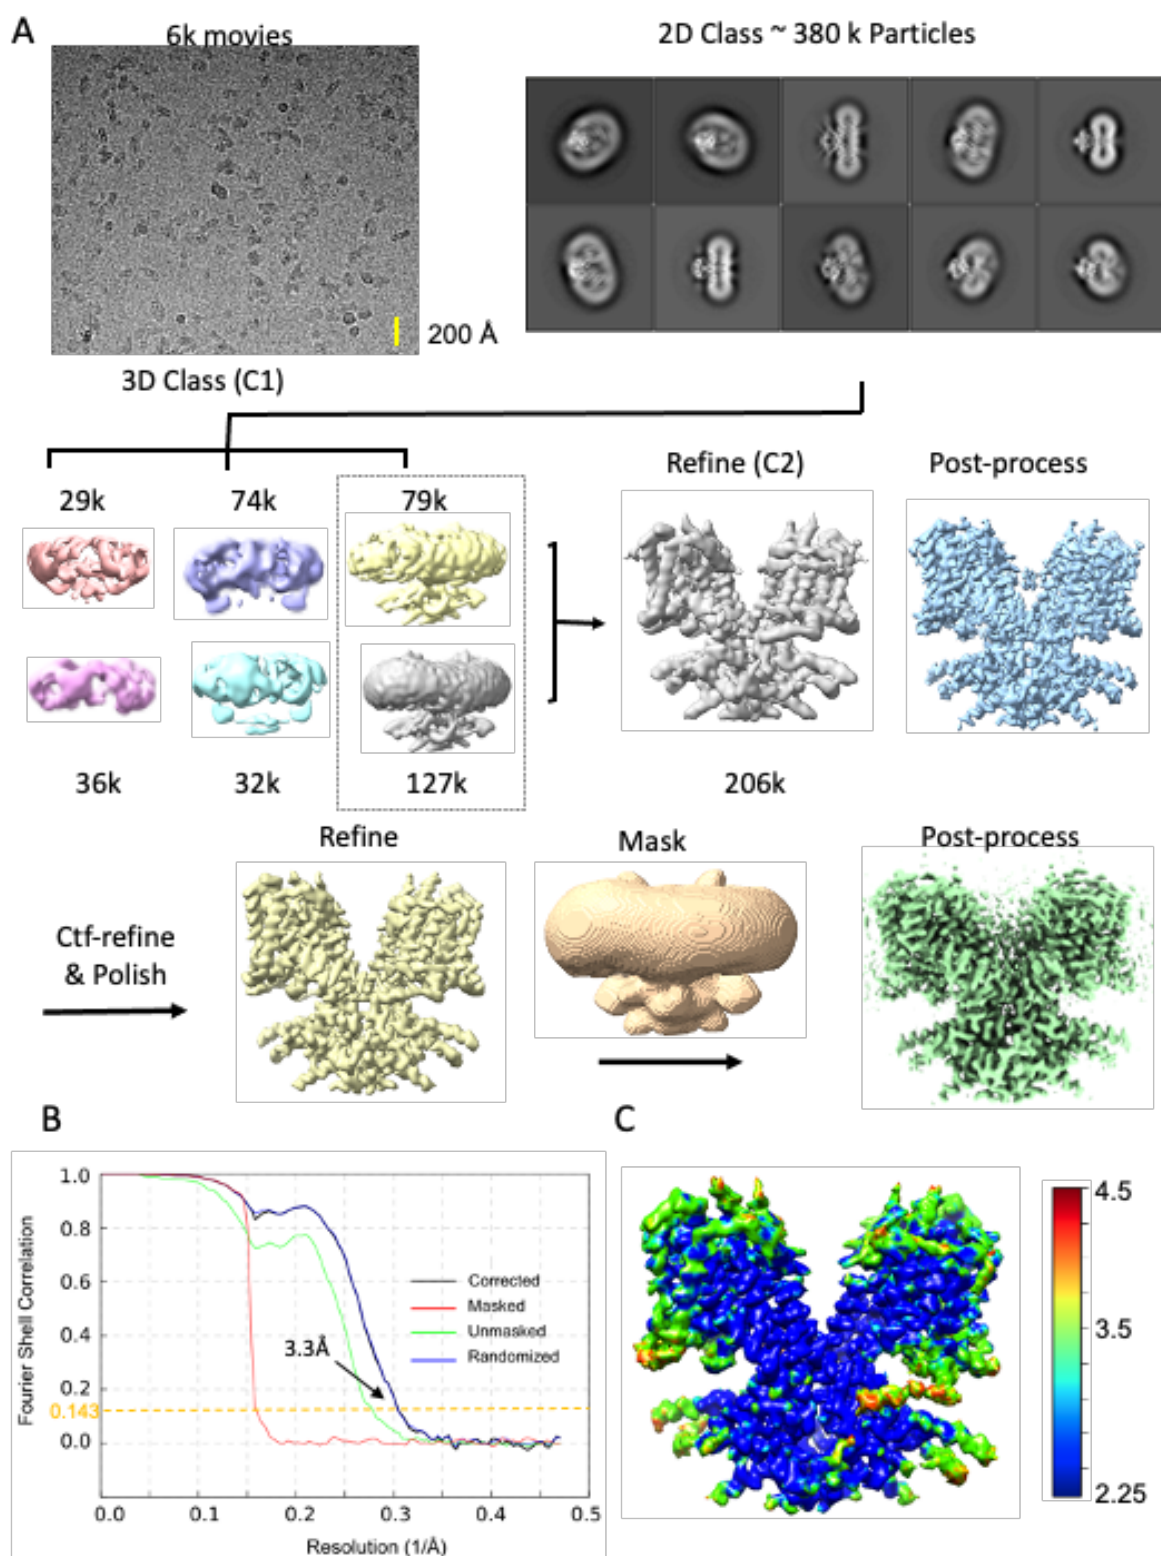 A
6k movies
2D Class ~ 380 k Particles
200 Å
3D Class (C1)
29k
74k
79k
Refine (C2)
Post-process
36k
32k
127k
206k
Refine
Mask
Post-process
Ctf-refine
& Polish
B
C
1.0
0.8
0.6
0.4
0.2
0.143
0.0
Fourier Shell Correlation
Corrected
Masked
Unmasked
Randomized
3.3Å
0.0
0.1
0.2
0.3
0.4
0.5
Resolution (1/Å)
4.5
3.5
2.25